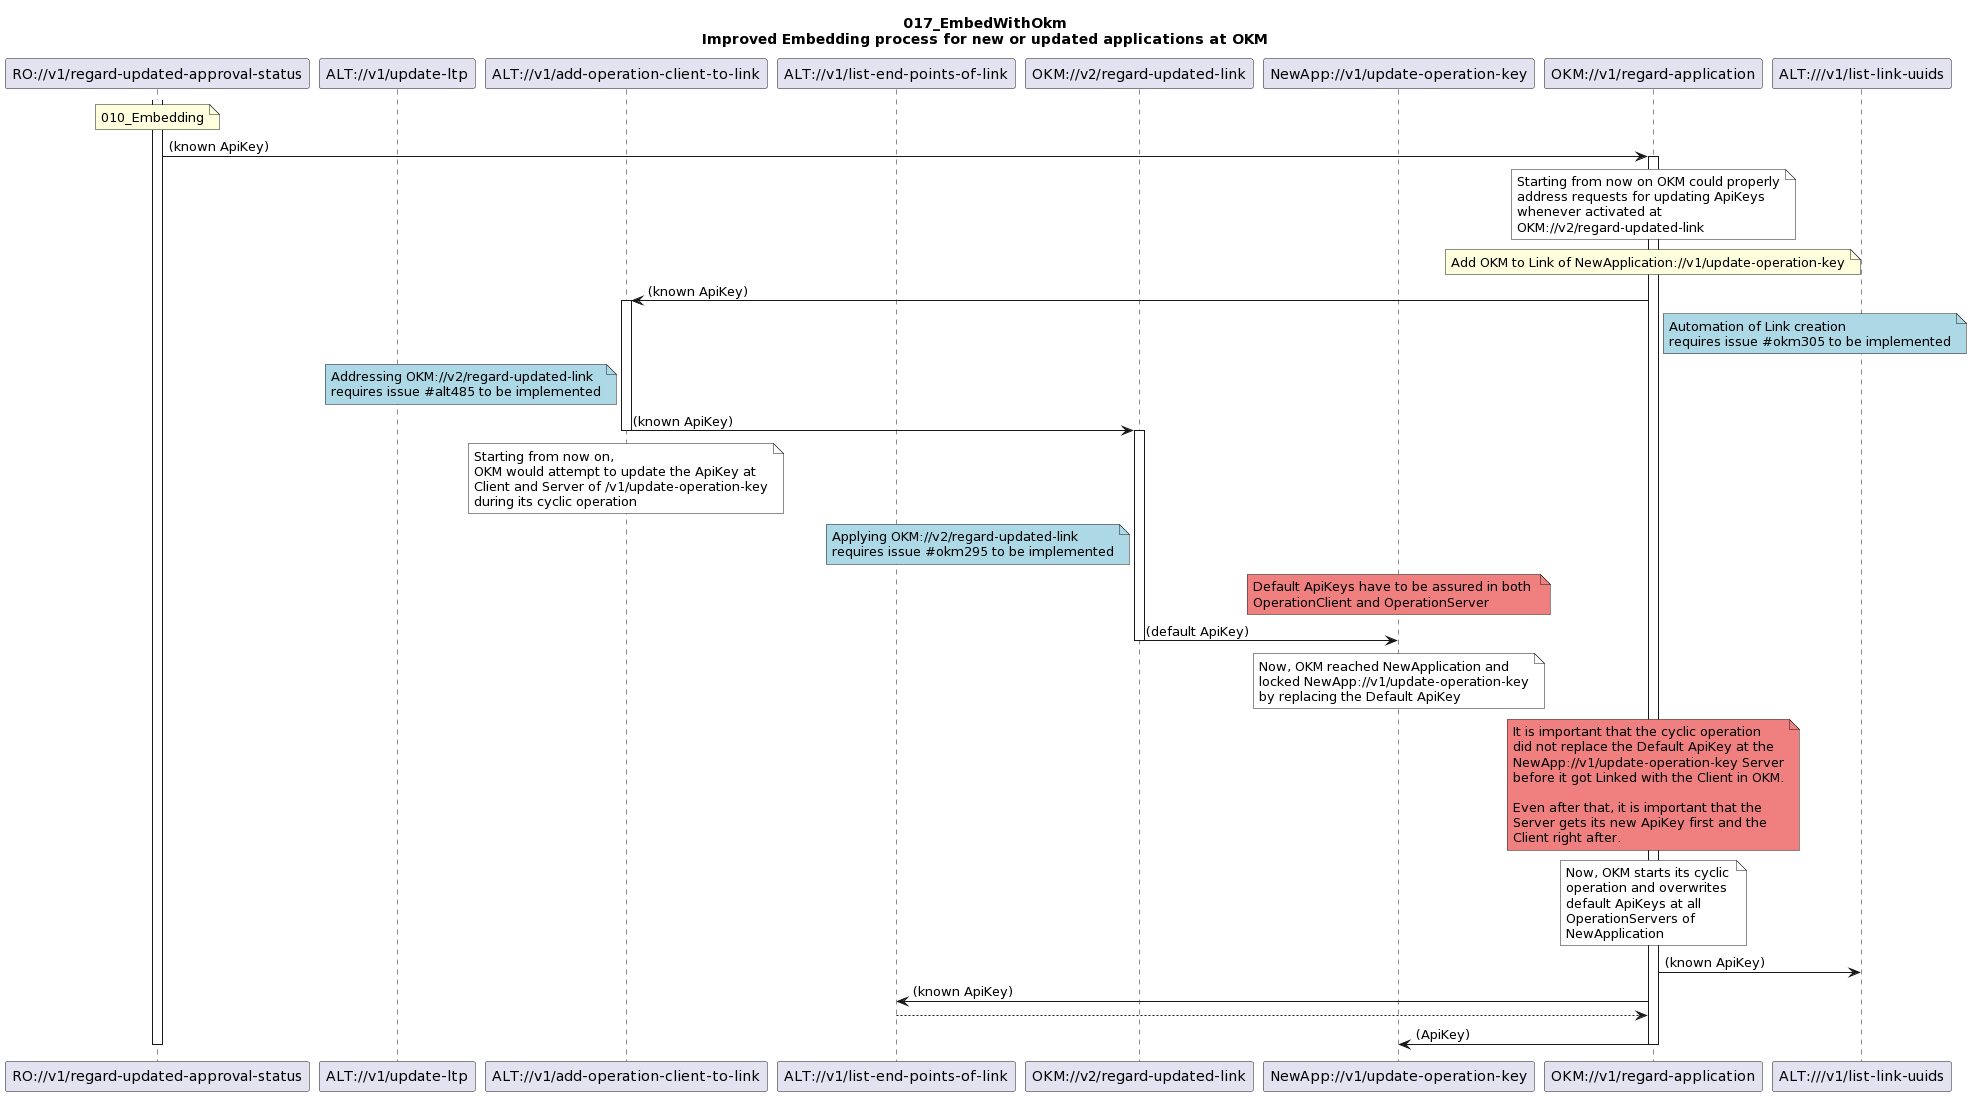 017_EmbedWithOkm
Improved Embedding process for new or updated applications at OKM
RO://v1/regard-updated-approval-status
ALT://v1/update-ltp
ALT://v1/add-operation-client-to-link
ALT://v1/list-end-points-of-link
OKM://v2/regard-updated-link
NewApp://v1/update-operation-key
OKM://v1/regard-application
ALT:///v1/list-link-uuids
010_Embedding
(known ApiKey)
Starting from now on OKM could properly
address requests for updating ApiKeys
whenever activated at
OKM://v2/regard-updated-link
Add OKM to Link of NewApplication://v1/update-operation-key
(known ApiKey)
Automation of Link creation
requires issue #okm305 to be implemented
Addressing OKM://v2/regard-updated-link
requires issue #alt485 to be implemented
(known ApiKey)
Starting from now on,
OKM would attempt to update the ApiKey at
Client and Server of /v1/update-operation-key
during its cyclic operation
Applying OKM://v2/regard-updated-link
requires issue #okm295 to be implemented
Default ApiKeys have to be assured in both
OperationClient and OperationServer
(default ApiKey)
Now, OKM reached NewApplication and
locked NewApp://v1/update-operation-key
by replacing the Default ApiKey
It is important that the cyclic operation
did not replace the Default ApiKey at the
NewApp://v1/update-operation-key Server
before it got Linked with the Client in OKM.
Even after that, it is important that the
Server gets its new ApiKey first and the
Client right after.
Now, OKM starts its cyclic
operation and overwrites
default ApiKeys at all
OperationServers of
NewApplication
(known ApiKey)
(known ApiKey)
(ApiKey)
RO://v1/regard-updated-approval-status
ALT://v1/update-ltp
ALT://v1/add-operation-client-to-link
ALT://v1/list-end-points-of-link
OKM://v2/regard-updated-link
NewApp://v1/update-operation-key
OKM://v1/regard-application
ALT:///v1/list-link-uuids